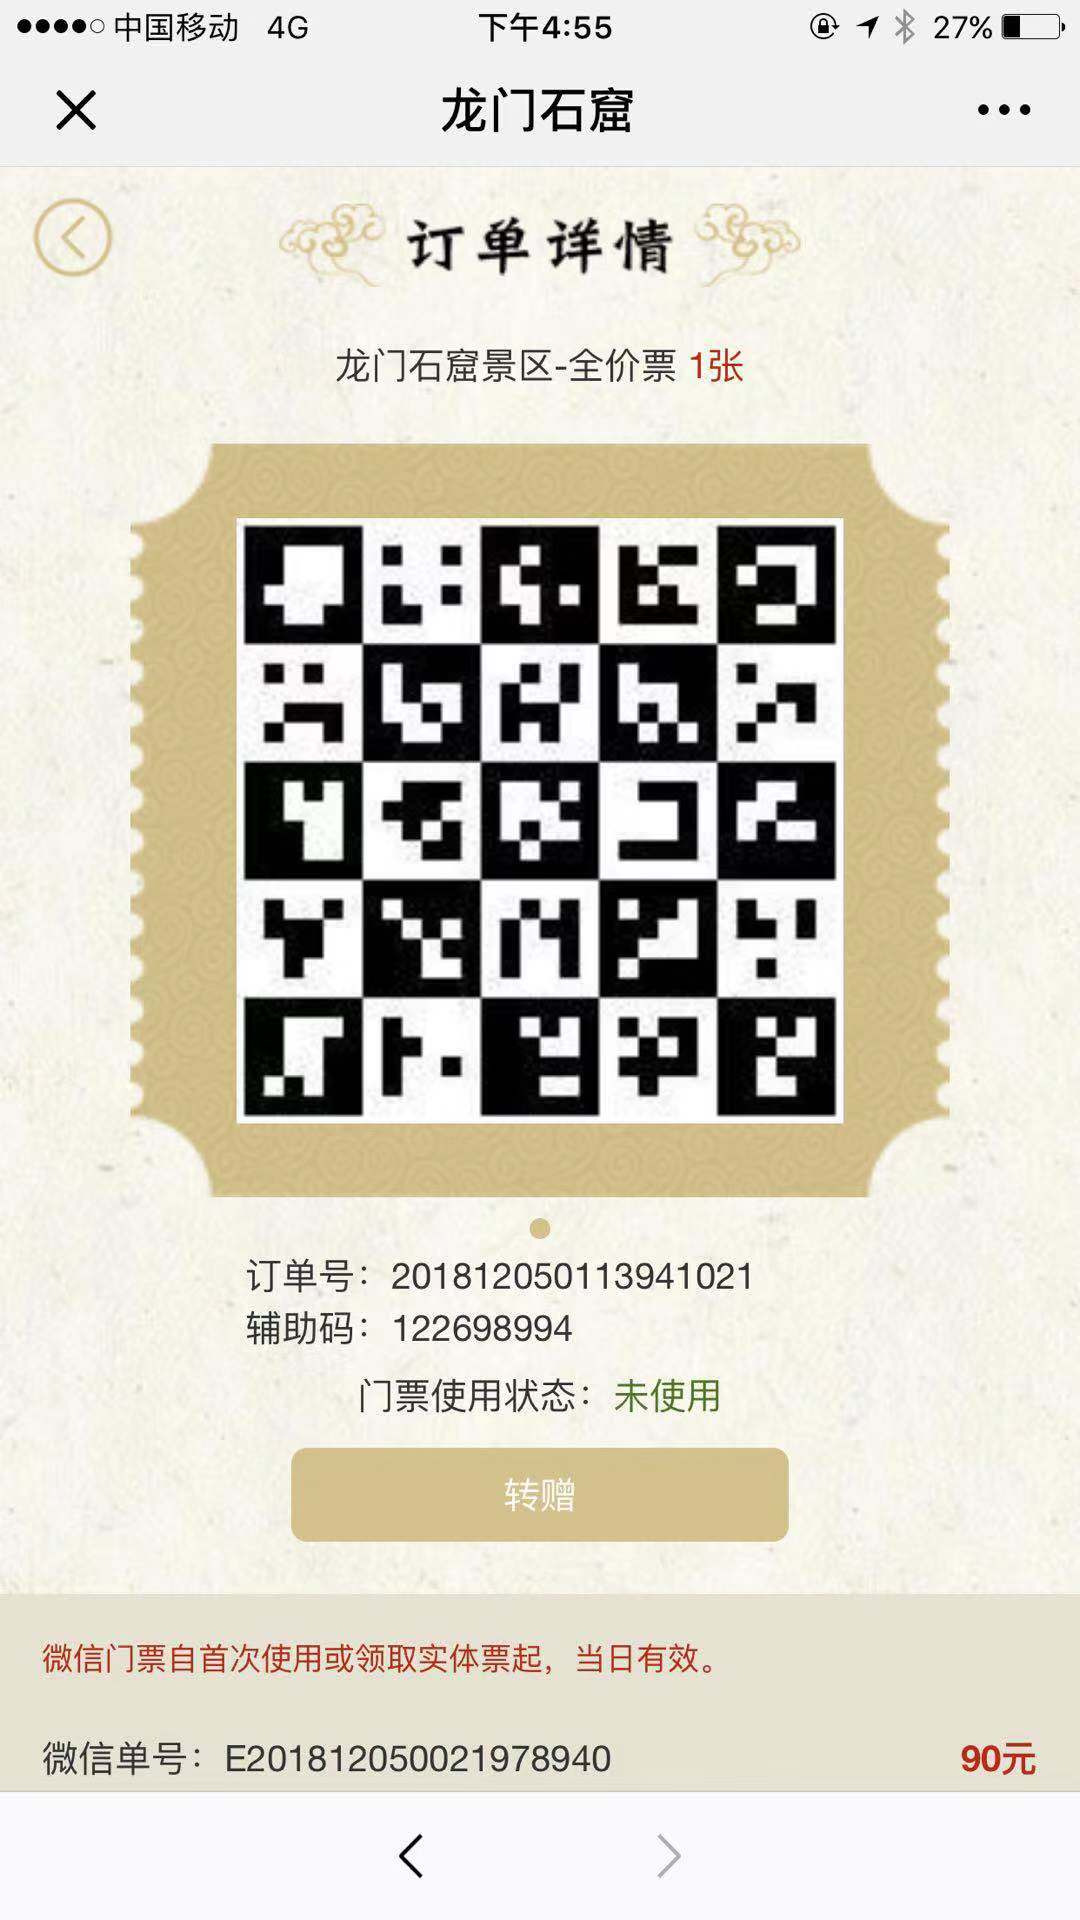 中国移动 4G 下午4:55 27%
龙门石窟
订单详情
龙门石窟景区-全价票 1张
订单号：201812050113941021
辅助码：122698994
门票使用状态：未使用
转赠
微信门票自首次使用或领取实体票起，当日有效。
微信单号：E201812050021978940 90元